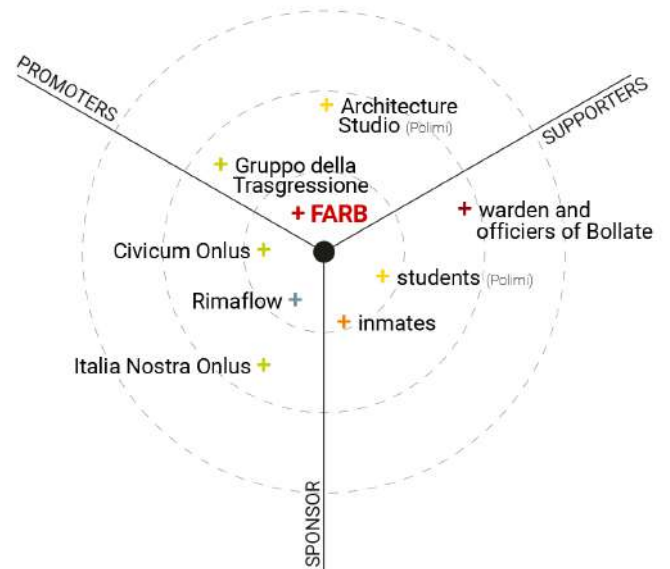 PROMOTERS
SUPPORTERS
Architecture
Studio (Polimi)
Gruppo della
Trasgressione
FARB
warden and
officiers of Bollate
Civicum Onlus
students (Polimi)
Rimaflow
inmates
Italia Nostra Onlus
SPONSOR